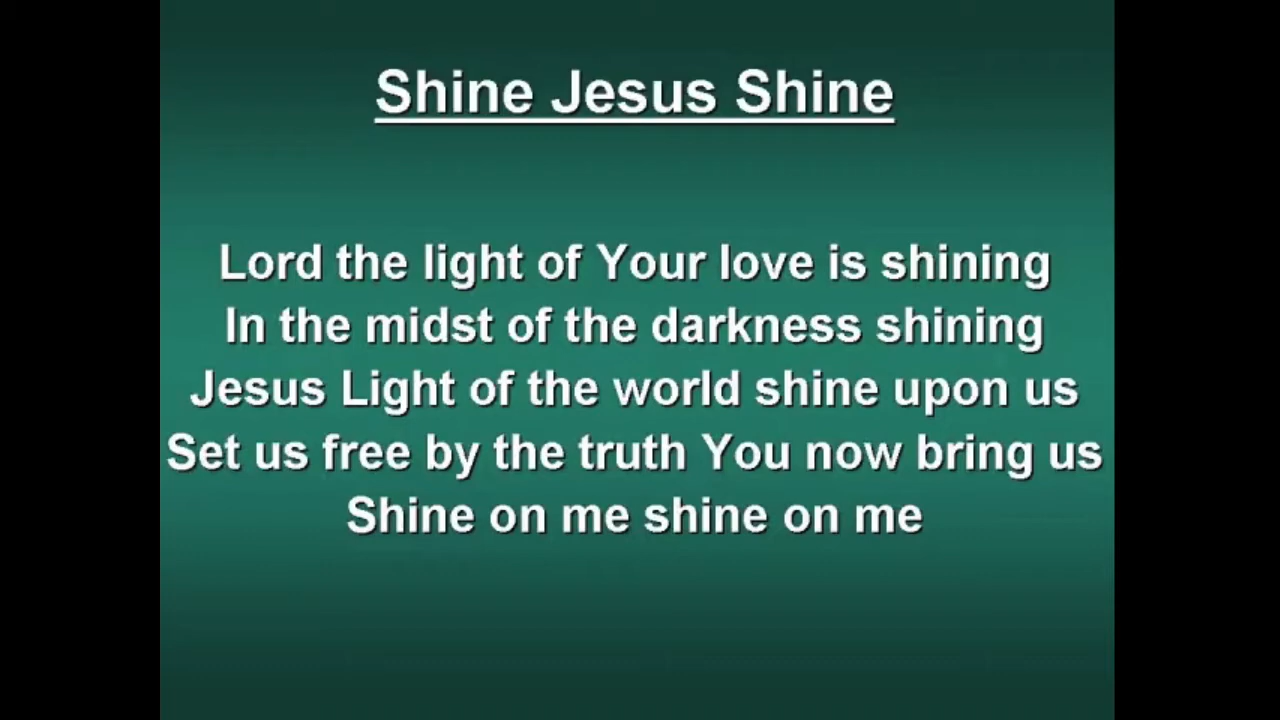 Shine Jesus Shine
Lord the light of Your love is shining
In the midst of the darkness shining
Jesus Light of the world shine upon us
Set us free by the truth You now bring us
Shine on me shine on me